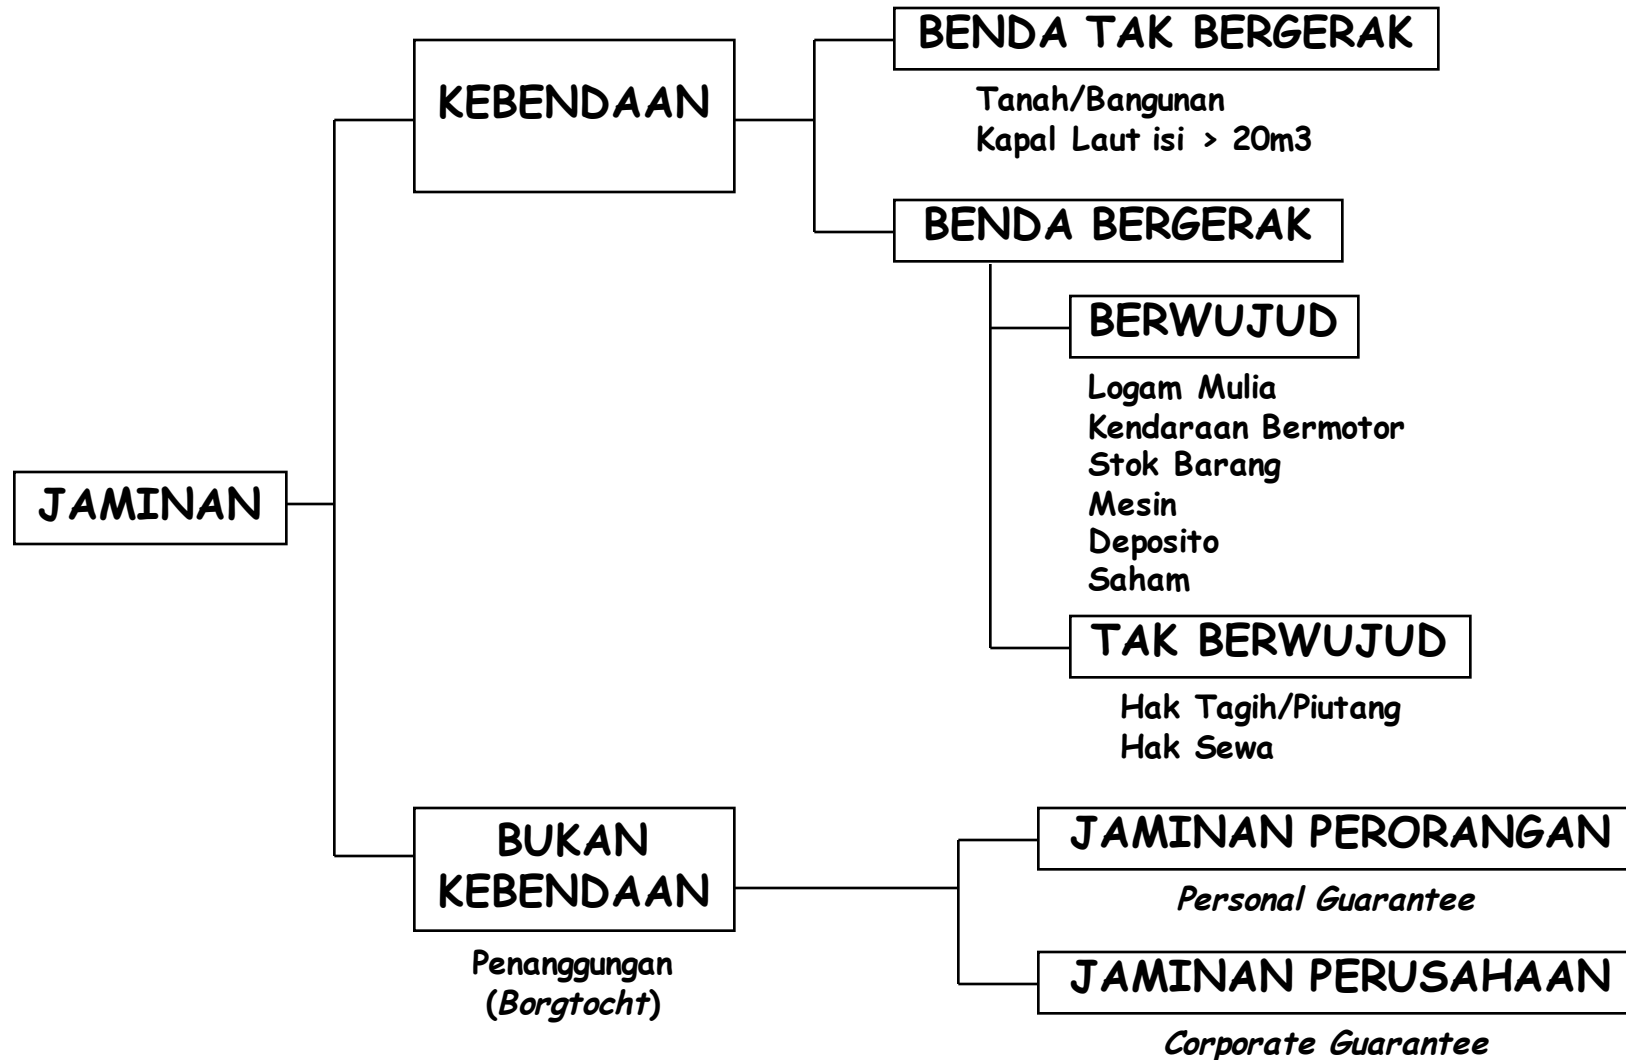 BENDA TAK BERGERAK
Tanah/Bangunan
Kapal Laut isi > 20m3
KEBENDAAN
BENDA BERGERAK
BERWUJUD
Logam Mulia
Kendaraan Bermotor
Stok Barang
Mesin
Deposito
Saham
JAMINAN
TAK BERWUJUD
Hak Tagih/Piutang
Hak Sewa
BUKAN
KEBENDAAN
Penanggungan
(Borgtocht)
JAMINAN PERORANGAN
Personal Guarantee
JAMINAN PERUSAHAAN
Corporate Guarantee